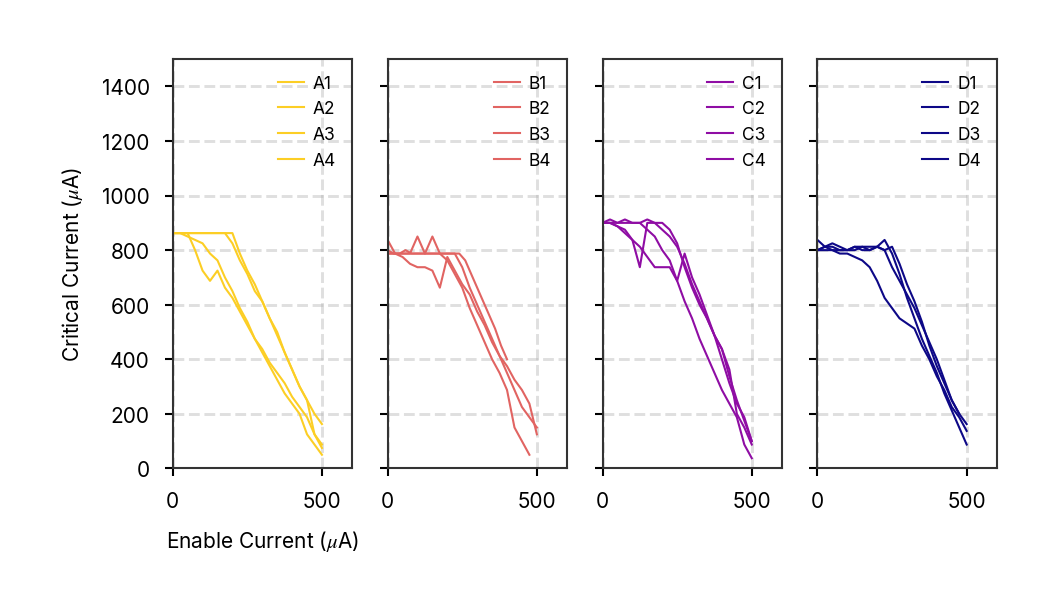 A1
A2
A3
A4
B1
B2
B3
B4
C1
C2
C3
C4
D1
D2
D3
D4
1400
1200
1000
800
600
400
200
0
Critical Current (μA)
0 500
0 500
0 500
0 500
Enable Current (μA)